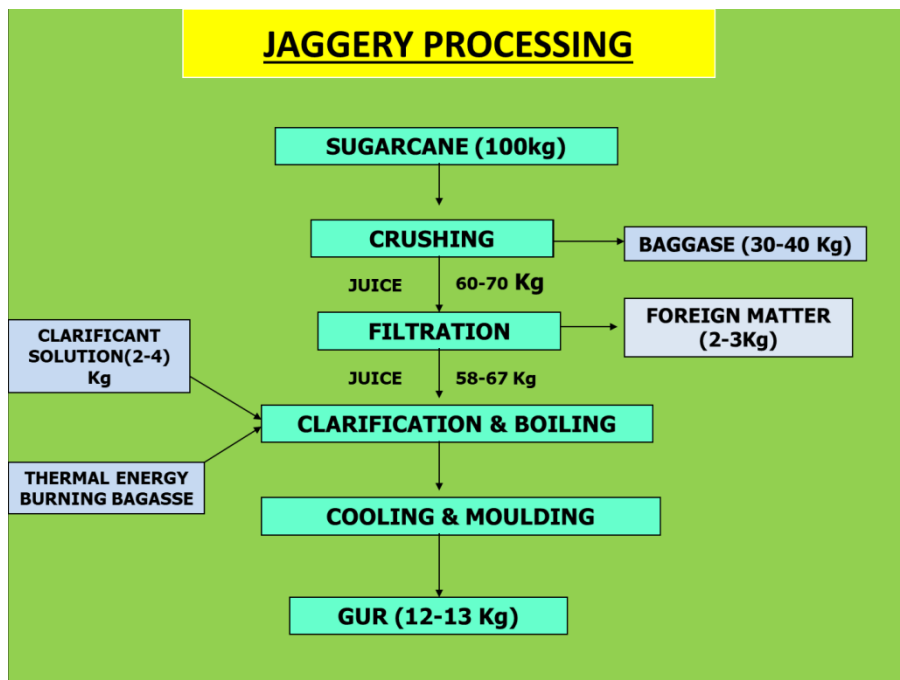 JAGGERY PROCESSING
SUGARCANE (100kg)
CRUSHING
BAGGASE (30-40 Kg)
JUICE 60-70 Kg
FILTRATION
FOREIGN MATTER
(2-3Kg)
CLARIFICANT
SOLUTION(2-4)
Kg
JUICE 58-67 Kg
CLARIFICATION & BOILING
THERMAL ENERGY
BURNING BAGASSE
COOLING & MOULDING
GUR (12-13 Kg)